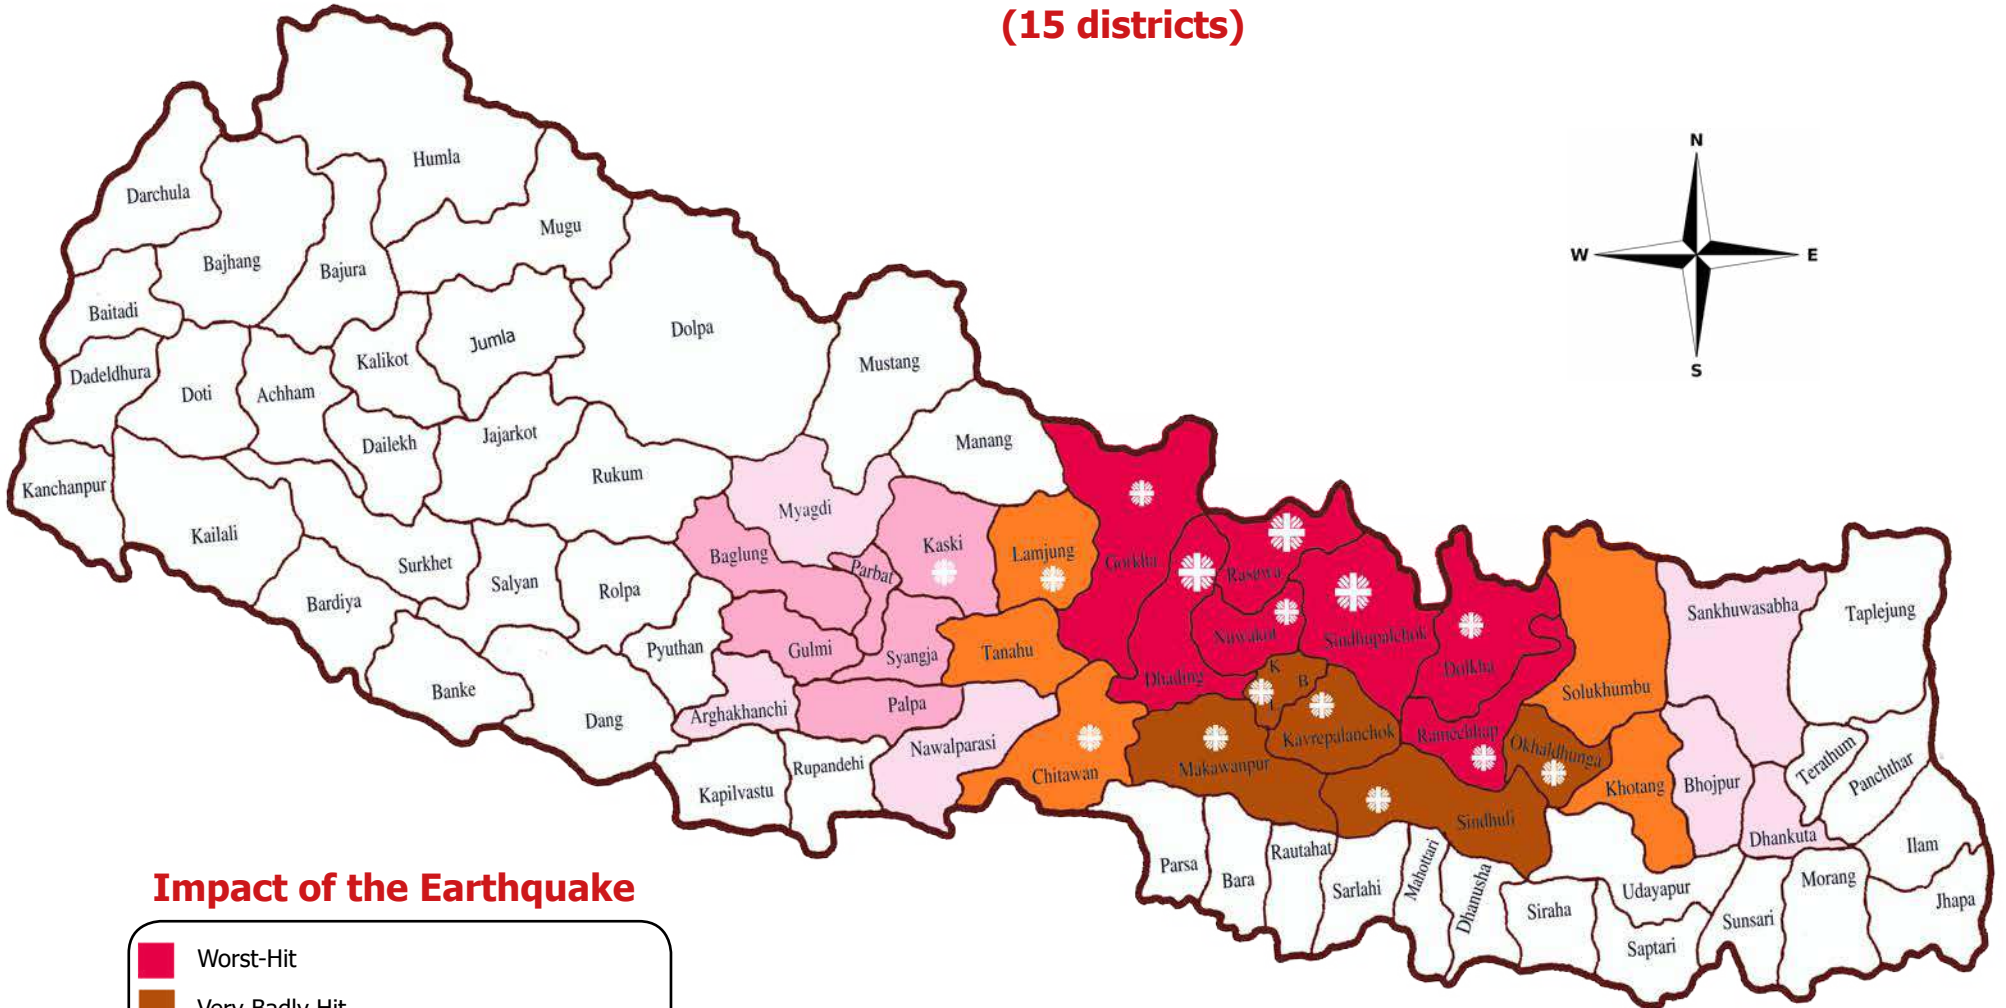 (15 districts)
N
W
E
S
Humla
Darchula
Mugu
Bajhang
Bajura
Baitadi
Dolpa
Jumla
Kalikot
Mustang
Dadeldhura
Doti
Achham
Dailekh
Jajarkot
Manang
Rukum
Kanchanpur
Kailali
Myagdi
Surkhet
Salyan
Rolpa
Baglung
Parbat
Kaski
Lamjung
Gorkha
Rasuwa
Bardiya
Pyuthan
Gulmi
Syangja
Tanahu
Dhading
Nuwakot
Sindhupalchok
Dolkha
Solukhumbu
Sankhuwasabha
Taplejung
Banke
Dang
Arghakhanchi
Palpa
Nawalparasi
Chitawan
K
B
L
Kavrepalanchok
Makawanpur
Ramechhap
Okhaldhunga
Sindhuli
Khotang
Bhojpur
Terathum
Panchthar
Dhankuta
Kapilvastu
Rupandehi
Parsa
Bara
Rautahat
Sarlahi
Mahottari
Dhanusha
Siraha
Udayapur
Saptari
Sunsari
Morang
Ilam
Jhapa
Impact of the Earthquake
Worst-Hit
Very Badly Hit